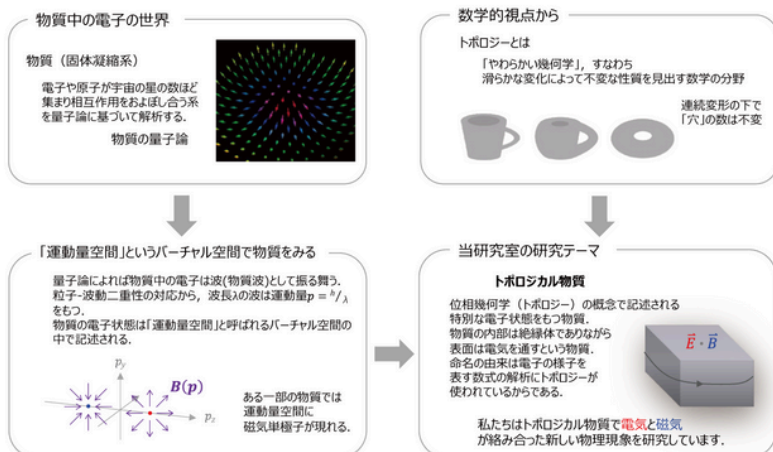 物質中の電子の世界
物質（固体凝縮系）
電子や原子が宇宙の星の数ほど
集まり相互作用をおよぼし合う系
を量子論に基づいて解析する．
物質の量子論
数学的視点から
トポロジーとは
「やわらかい幾何学」，すなわち
滑らかな変化によって不変な性質を見出す数学の分野
連続変形の下で
「穴」の数は不変
「運動量空間」というバーチャル空間で物質をみる
量子論によれば物質中の電子は波(物質波)として振る舞う．
粒子-波動二重性の対応から，波長λの波は運動量p = h/λ
をもつ．
物質の電子状態は「運動量空間」と呼ばれるバーチャル空間の
中で記述される．
p_y
B(p)
p_z
ある一部の物質では
運動量空間に
磁気単極子が現れる．
当研究室の研究テーマ
トポロジカル物質
位相幾何学（トポロジー）の概念で記述される
特別な電子状態をもつ物質．
物質の内部は絶縁体でありながら
表面は電気を通すという物質．
命名の由来は電子の様子を
表す数式の解析にトポロジーが
使われているからである．
E⃗ · B⃗
私たちはトポロジカル物質で電気と磁気
が絡み合った新しい物理現象を研究しています．